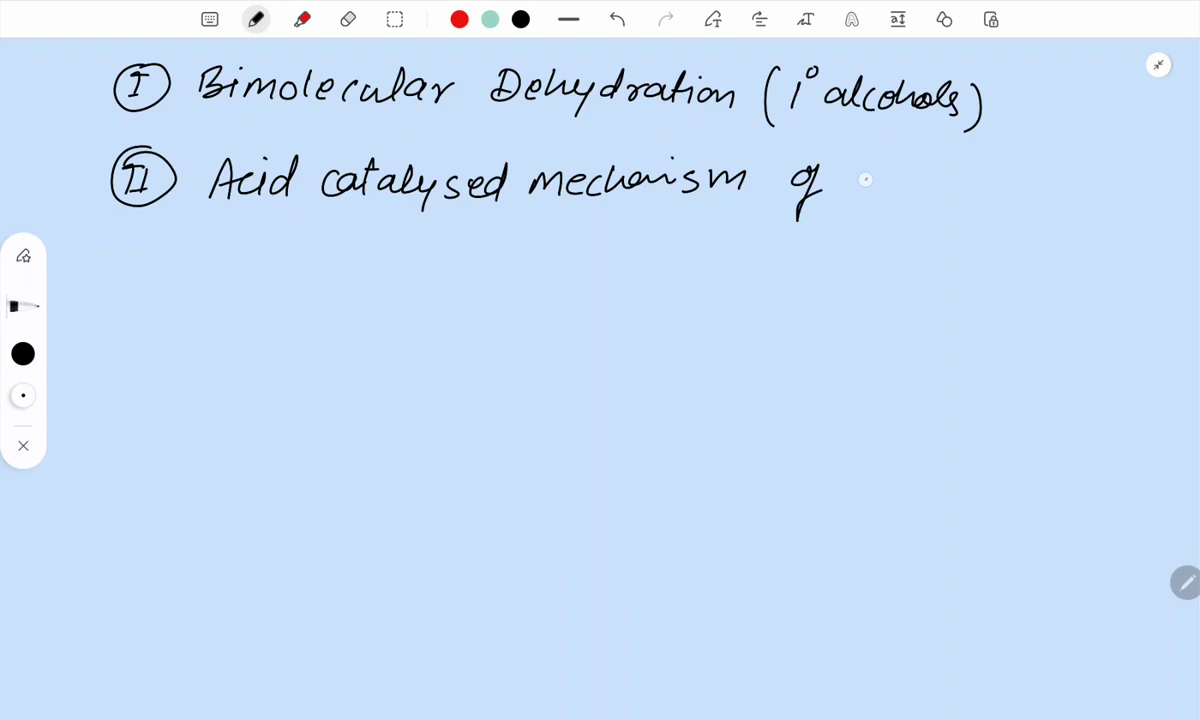 I Bimolecular Dehydration (1° alcohols)
II Acid catalysed mechanism of